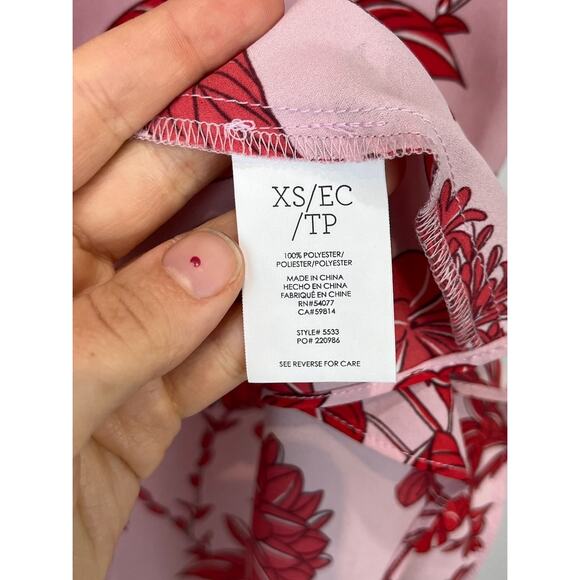 XS/EC
/TP
100% POLYESTER/
POLIESTER/POLYESTER
MADE IN CHINA
HECHO EN CHINA
FABRIQUÉ EN CHINE
RN#54077
CA#59814
STYLE# 5533
PO# 220986
SEE REVERSE FOR CARE